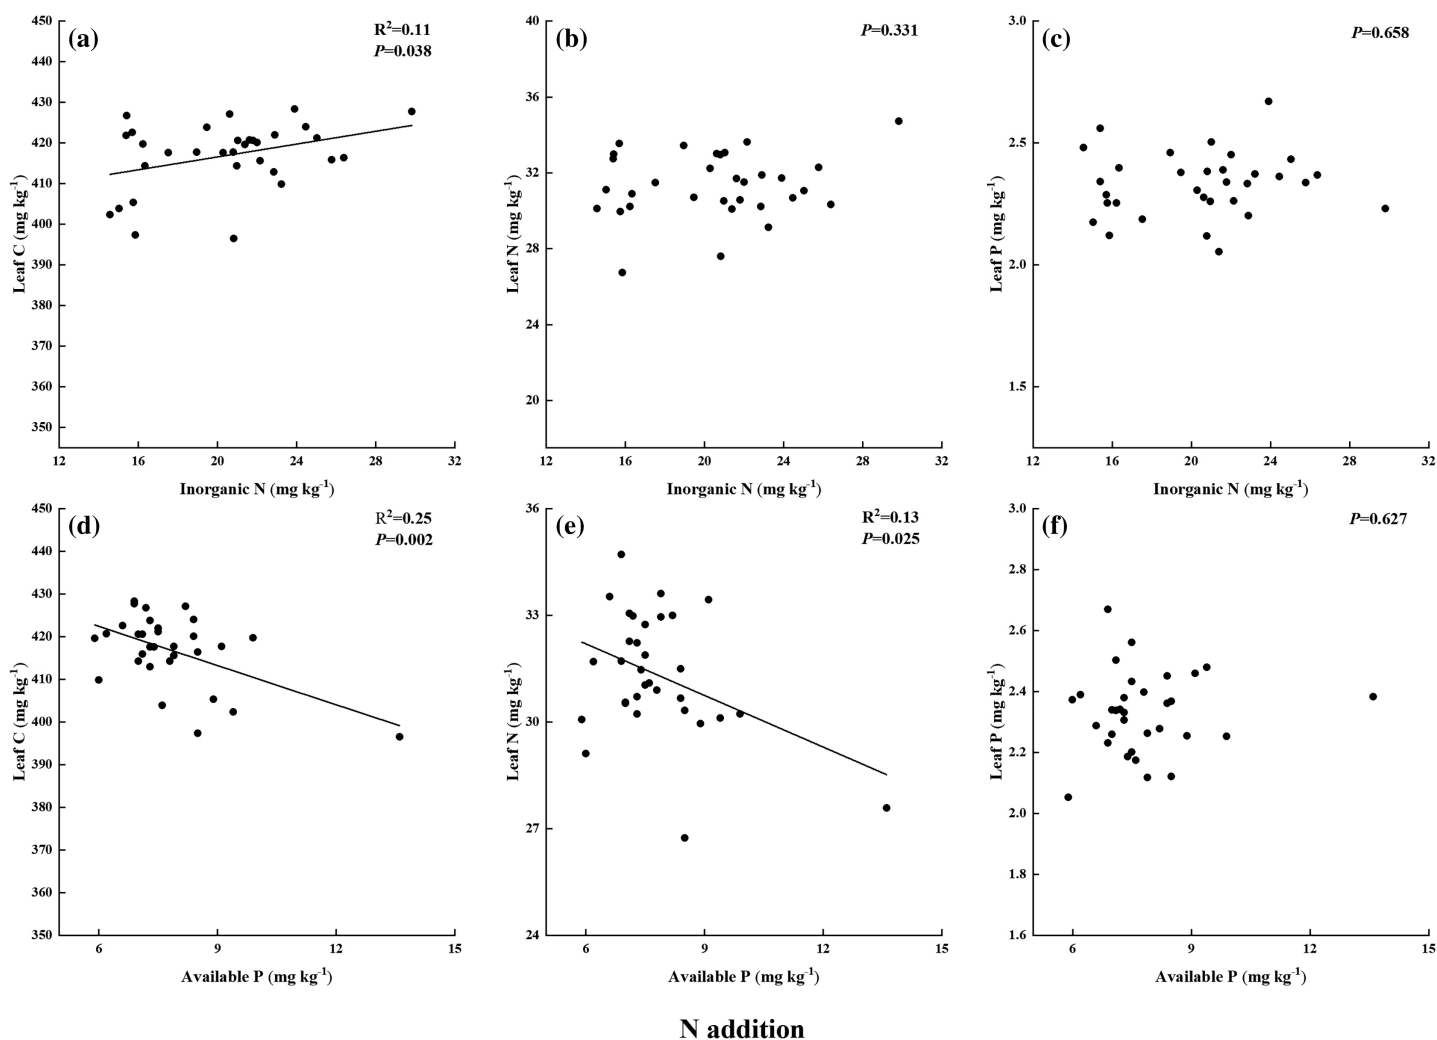 (a)
R²=0.11
P=0.038
450
440
430
420
410
400
390
380
370
360
350
Leaf C (mg kg⁻¹)
12 16 20 24 28 32
Inorganic N (mg kg⁻¹)
(b)
P=0.331
40
36
32
28
24
20
Leaf N (mg kg⁻¹)
12 16 20 24 28 32
Inorganic N (mg kg⁻¹)
(c)
P=0.658
3.0
2.5
2.0
1.5
Leaf P (mg kg⁻¹)
12 16 20 24 28 32
Inorganic N (mg kg⁻¹)
(d)
R²=0.25
P=0.002
450
440
430
420
410
400
390
380
370
360
350
Leaf C (mg kg⁻¹)
6 9 12 15
Available P (mg kg⁻¹)
(e)
R²=0.13
P=0.025
36
33
30
27
24
Leaf N (mg kg⁻¹)
6 9 12 15
Available P (mg kg⁻¹)
(f)
P=0.627
3.0
2.8
2.6
2.4
2.2
2.0
1.8
1.6
Leaf P (mg kg⁻¹)
6 9 12 15
Available P (mg kg⁻¹)
N addition